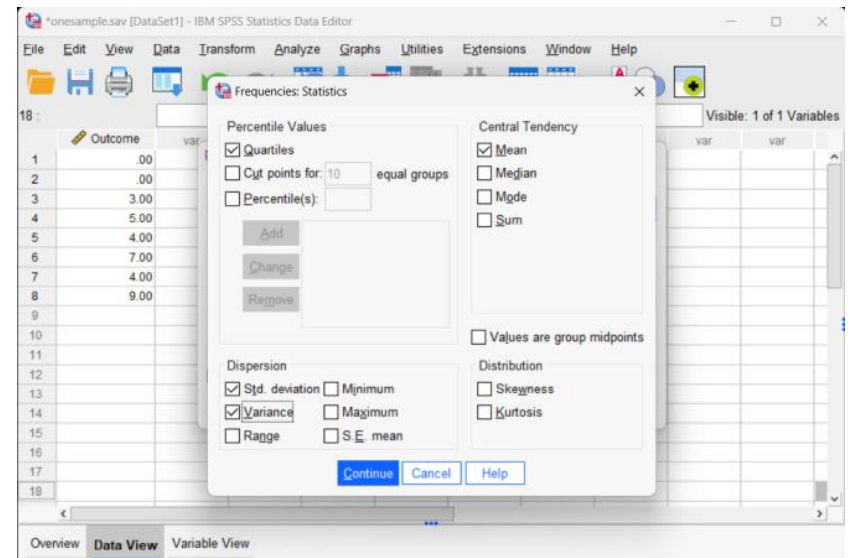 *onesample.sav [DataSet1] - IBM SPSS Statistics Data Editor
File Edit View Data Transform Analyze Graphs Utilities Extensions Window Help
Frequencies: Statistics
18 :
Visible: 1 of 1 Variables
Outcome var var var
Percentile Values
Quartiles
Cut points for: 10 equal groups
Percentile(s):
Add
Change
Remove
Central Tendency
Mean
Median
Mode
Sum
Values are group midpoints
Dispersion
Std. deviation Minimum
Variance Maximum
Range S.E. mean
Distribution
Skewness
Kurtosis
Continue Cancel Help
1 .00
2 .00
3 3.00
4 5.00
5 4.00
6 7.00
7 4.00
8 9.00
9
10
11
12
13
14
15
16
17
18
Overview Data View Variable View